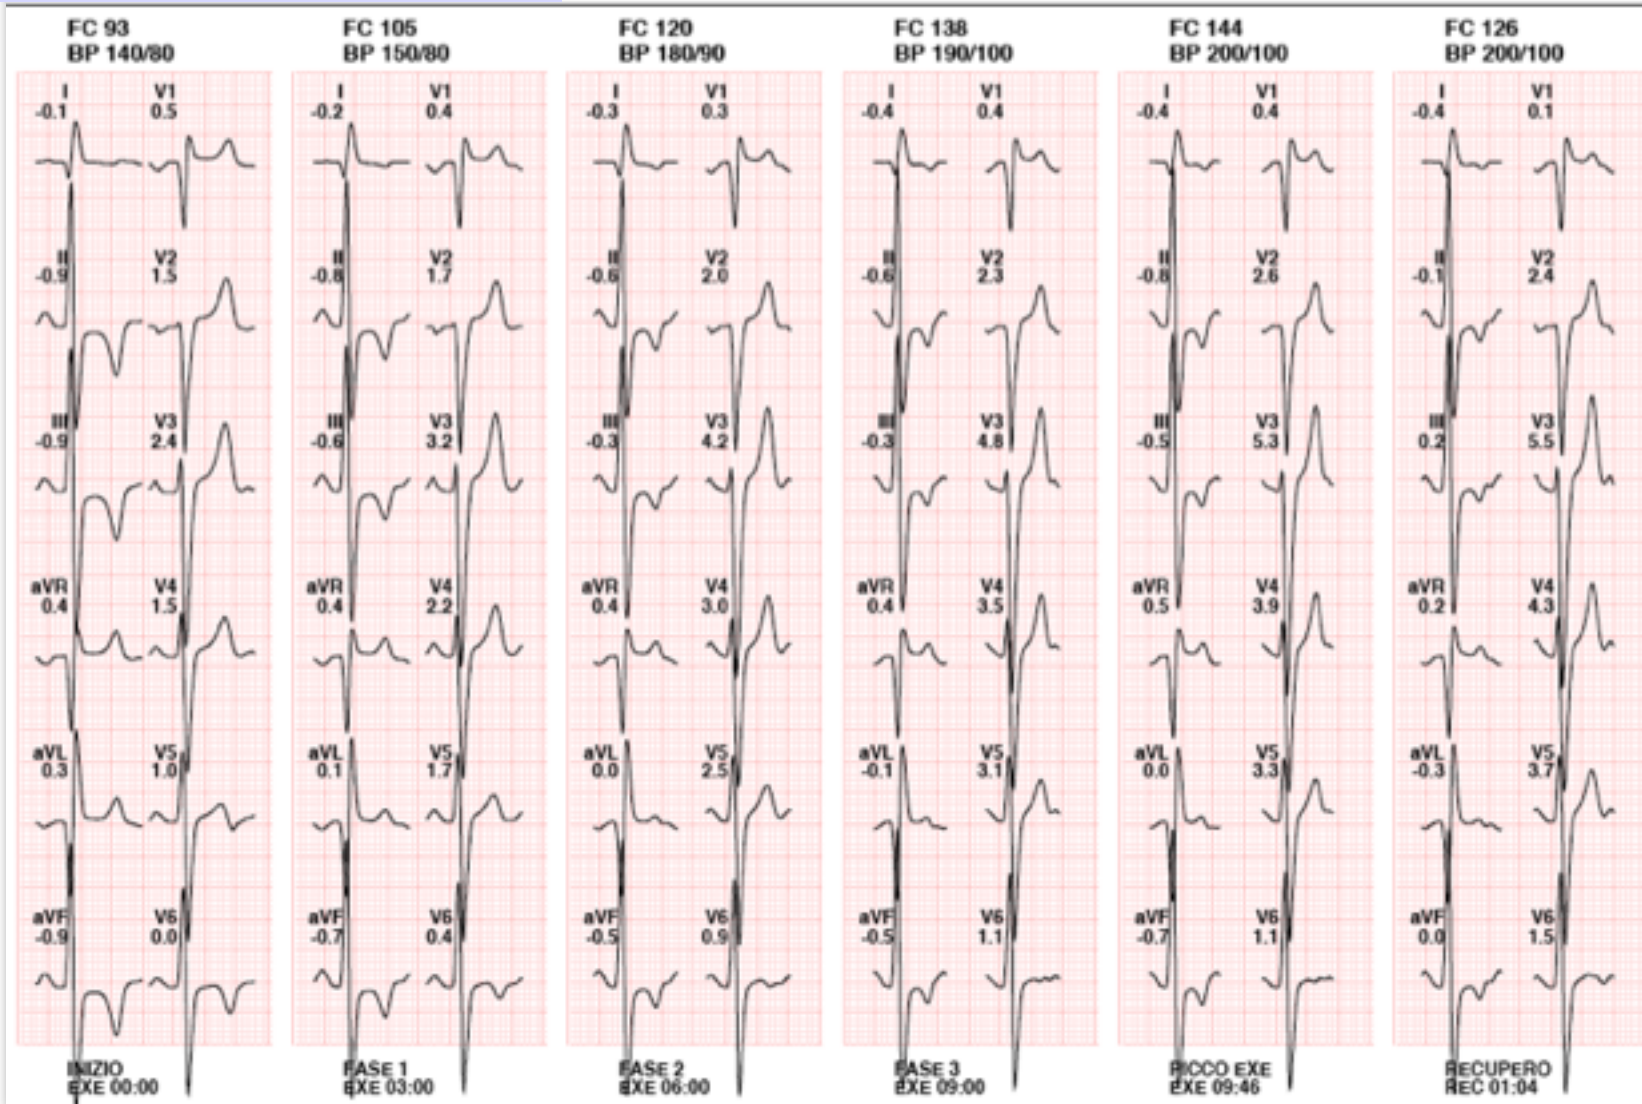 FC 93
BP 140/80
I V1
-0.1 0.5
II V2
-0.9 1.5
III V3
-0.9 2.4
aVR V4
0.4 1.5
aVL V5
0.3 1.0
aVF V6
-0.9 0.0
INIZIO
EXE 00:00
FC 105
BP 150/80
I V1
-0.2 0.4
II V2
-0.8 1.7
III V3
-0.6 3.2
aVR V4
0.4 2.2
aVL V5
0.1 1.7
aVF V6
-0.7 0.4
FASE 1
EXE 03:00
FC 120
BP 180/90
I V1
-0.3 0.3
II V2
-0.6 2.0
III V3
-0.3 4.2
aVR V4
0.4 3.0
aVL V5
0.0 2.5
aVF V6
-0.5 0.9
FASE 2
EXE 06:00
FC 138
BP 190/100
I V1
-0.4 0.4
II V2
-0.6 2.3
III V3
-0.3 4.8
aVR V4
0.4 3.5
aVL V5
-0.1 3.1
aVF V6
-0.5 1.1
FASE 3
EXE 09:00
FC 144
BP 200/100
I V1
-0.4 0.4
II V2
-0.8 2.6
III V3
-0.5 5.3
aVR V4
0.5 3.9
aVL V5
0.0 3.3
aVF V6
-0.7 1.1
PICCO EXE
EXE 09:46
FC 126
BP 200/100
I V1
-0.4 0.1
II V2
-0.1 2.4
III V3
0.2 5.5
aVR V4
0.2 4.3
aVL V5
-0.3 3.7
aVF V6
0.0 1.5
RECUPERO
REC 01:04